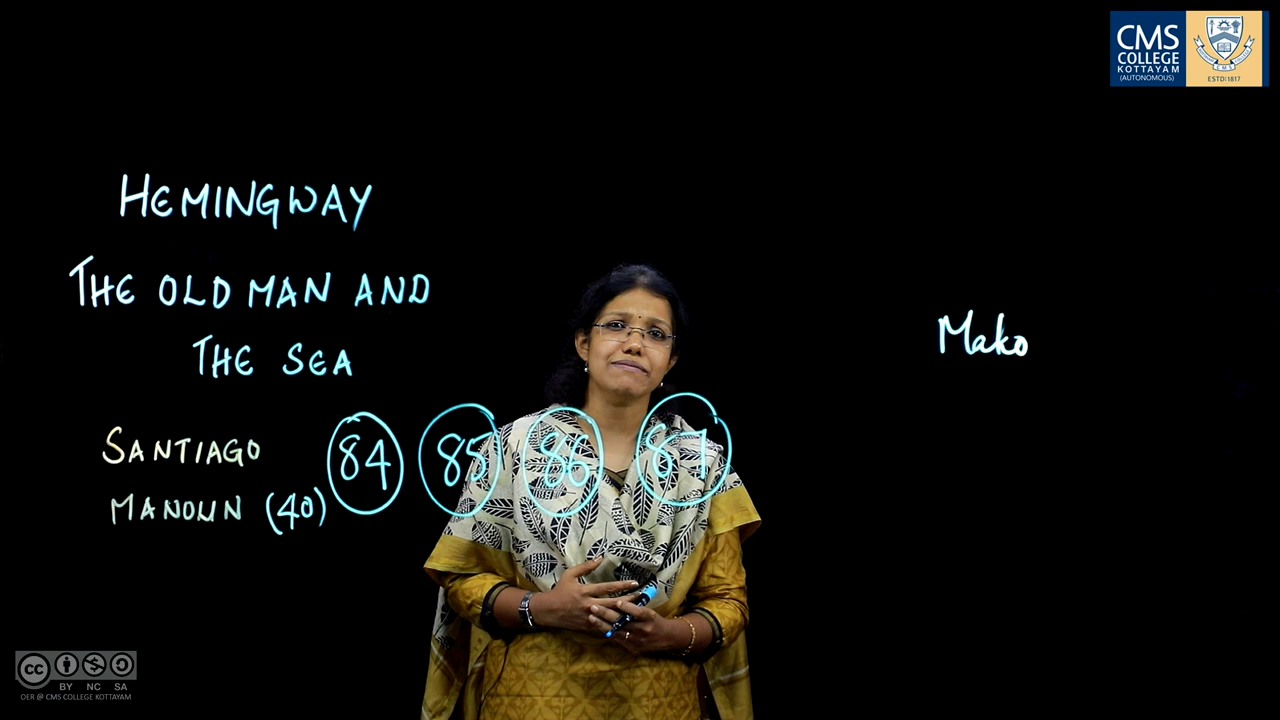 CMS
COLLEGE
KOTTAYAM
(AUTONOMOUS)
ESTD:1817
HEMINGWAY
THE OLD MAN AND
THE SEA
Mako
SANTIAGO 84 85 86 87
MANOLIN (40)
cc
BY NC SA
OER @ CMS COLLEGE KOTTAYAM